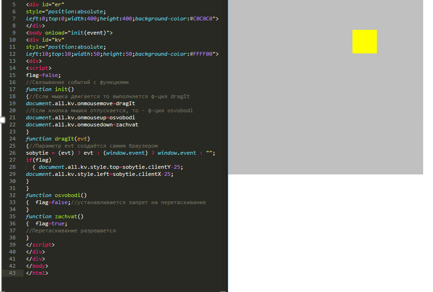 5 <div id="er"
6 style="position:absolute;
7 left:0;top:0;width:400;height:400;background-color:#C0C0C0">
8 </div>
9 <body onload="init(event)">
10 <div id="kv"
11 style="position:absolute;
12 left:10;top:10;width:50;height:50;background-color:#FFFF00">
13 <div>
14 <script>
15 flag=false;
16 //Связывание событий с функциями
17 function init()
18 {//Если мышка двигается то выполняется ф-ция dragIt
19 document.all.kv.onmousemove=dragIt
20 //Если кнопка мышки отпускается, то - ф-ция osvobodi
21 document.all.kv.onmouseup=osvobodi
22 document.all.kv.onmousedown=zachvat
23 }
24 function dragIt(evt)
25 {//Параметр evt создаётся самим браузером
26 sobytie = (evt) ? evt : (window.event) ? window.event : "";
27 if(flag)
28 { document.all.kv.style.top=sobytie.clientY-25;
29 document.all.kv.style.left=sobytie.clientX-25;
30 }
31 }
32 function osvobodi()
33 { flag=false;//устанавливается запрет на перетаскивание
34 }
35 function zachvat()
36 { flag=true;
37 //Перетаскивание разрешается
38 }
39 </script>
40 </div>
41 </div>
42 </body>
43 </html>